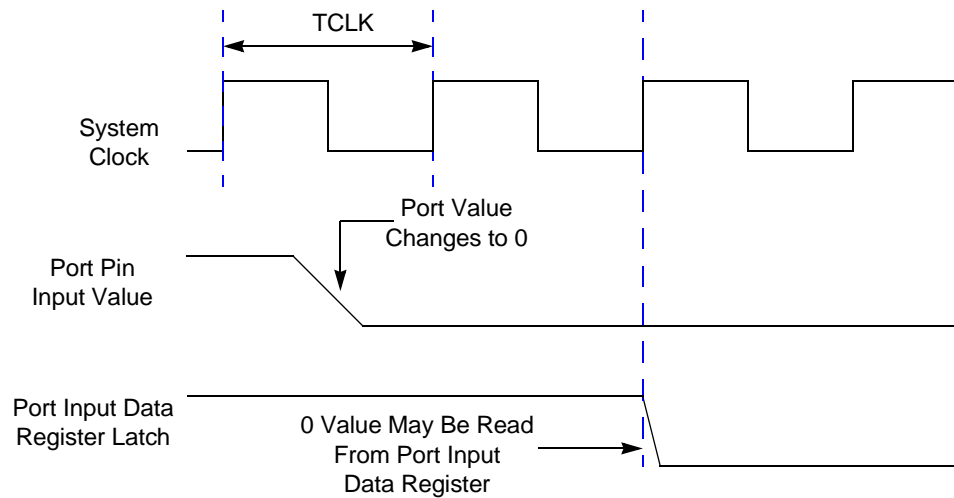 TCLK
System
Clock
Port Value
Changes to 0
Port Pin
Input Value
Port Input Data
Register Latch
0 Value May Be Read
From Port Input
Data Register